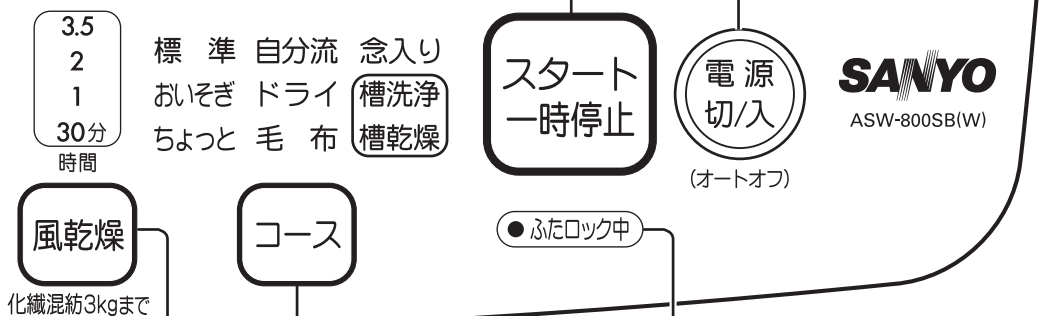 3.5
2
1
30分
時間
標 準 自分流 念入り
おいそぎ ドライ 槽洗浄
ちょっと 毛 布 槽乾燥
スタート
一時停止
電源
切/入
(オートオフ)
SANYO
ASW-800SB(W)
風乾燥
化繊混紡3kgまで
コース
ふたロック中